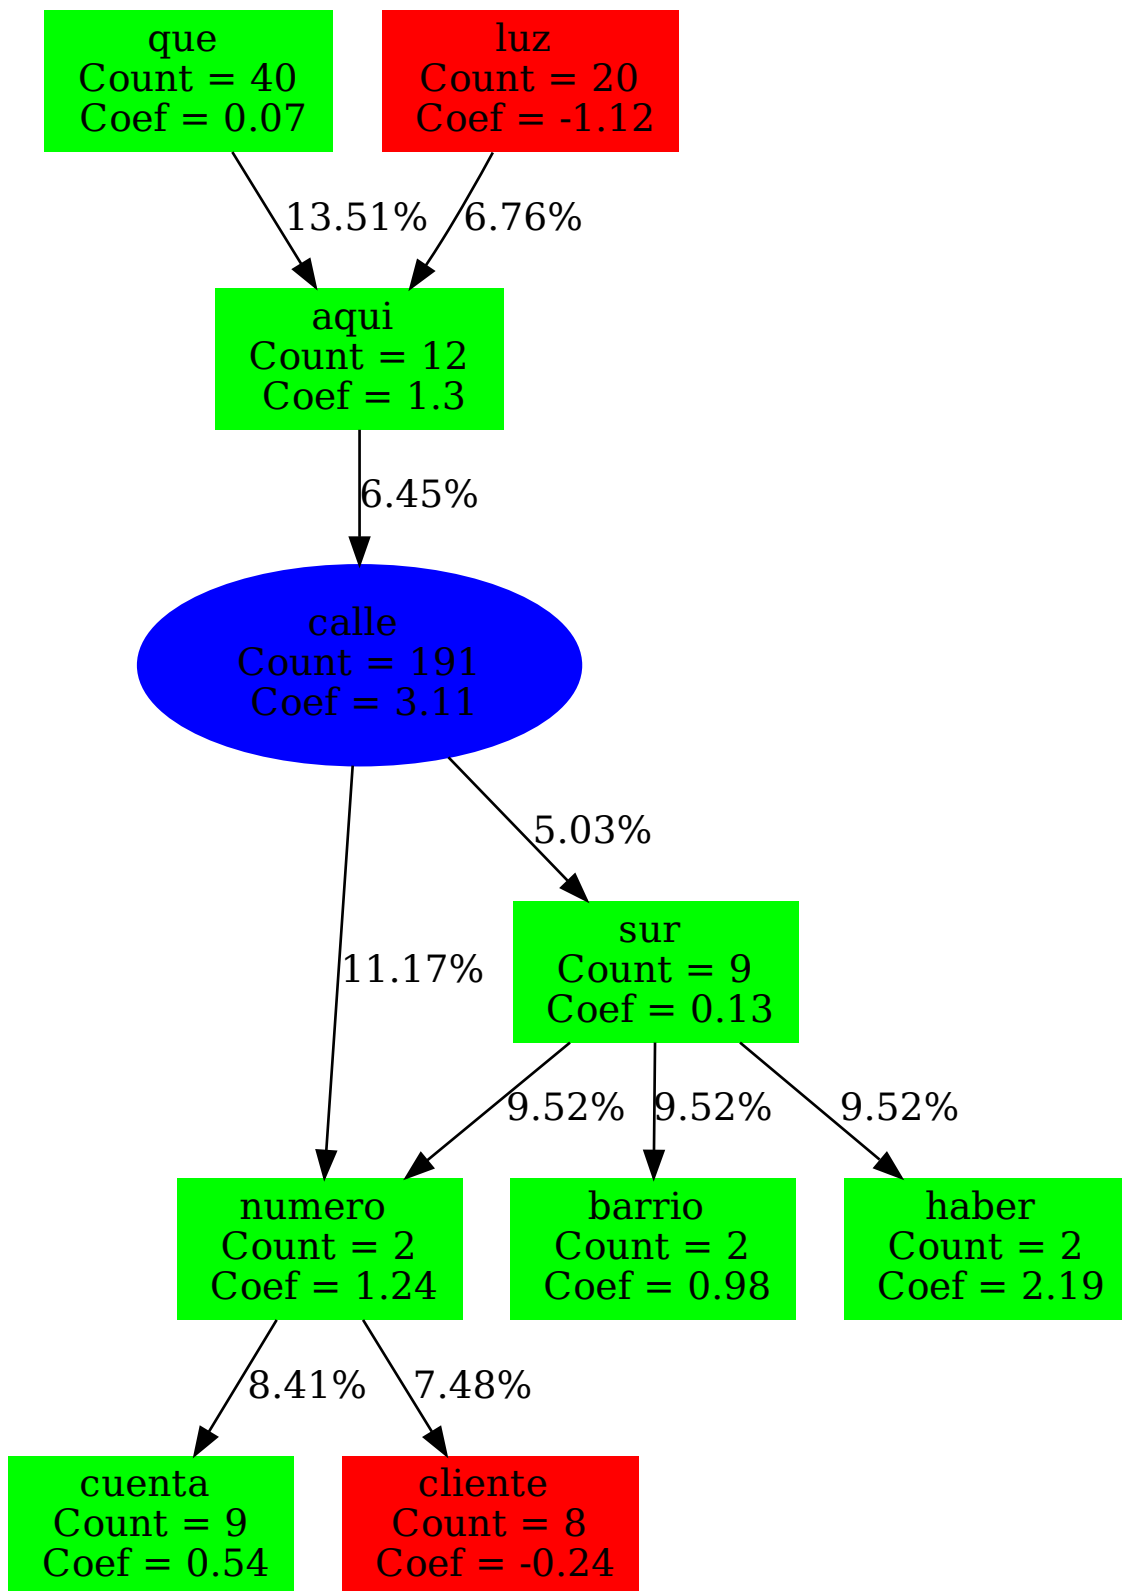 que
Count = 40
Coef = 0.07
luz
Count = 20
Coef = -1.12
13.51%
6.76%
aqui
Count = 12
Coef = 1.3
6.45%
calle
Count = 191
Coef = 3.11
5.03%
sur
Count = 9
Coef = 0.13
11.17%
9.52%
9.52%
9.52%
numero
Count = 2
Coef = 1.24
barrio
Count = 2
Coef = 0.98
haber
Count = 2
Coef = 2.19
8.41%
7.48%
cuenta
Count = 9
Coef = 0.54
cliente
Count = 8
Coef = -0.24